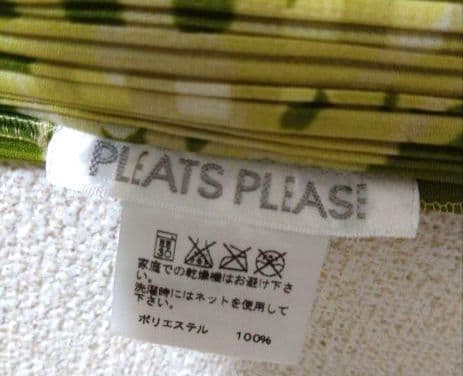 PLEATS PLEASE
家庭での乾燥機はお避け下さ
い。
洗濯時にはネットを使用して
下さい。
ポリエステル 100%